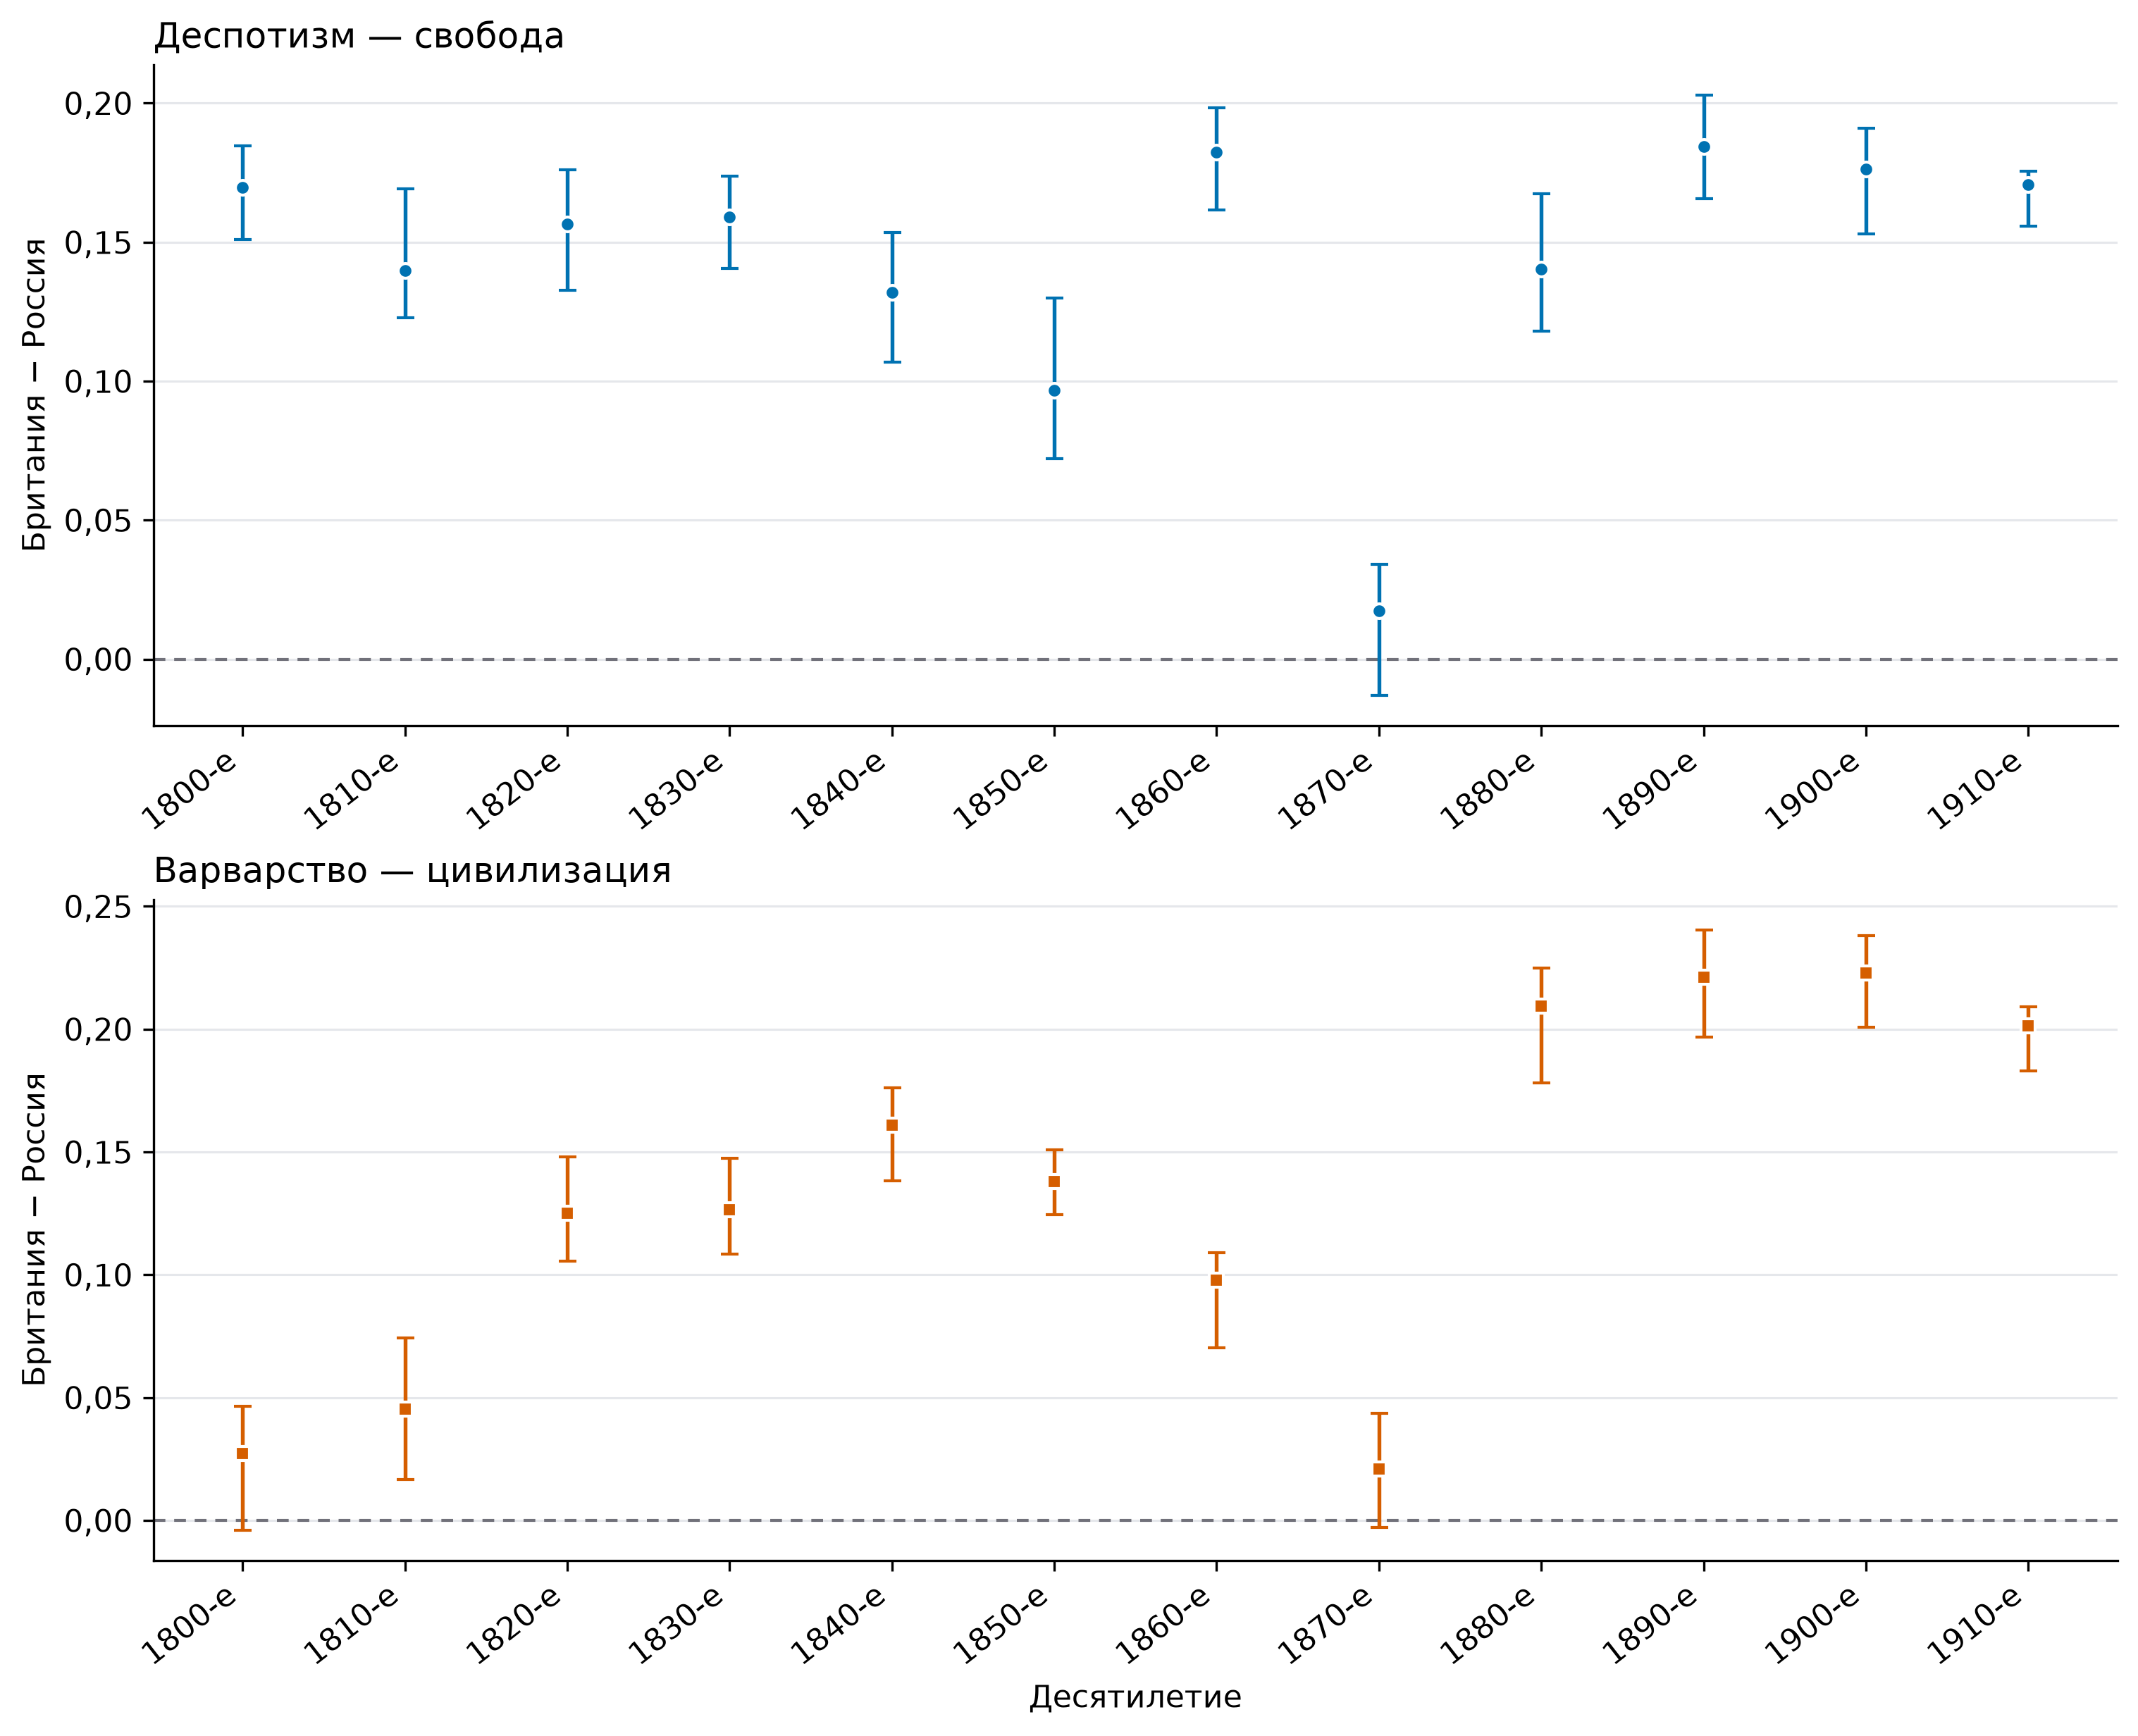 Деспотизм — свобода
Британия − Россия
0,20
0,15
0,10
0,05
0,00
1800-е
1810-е
1820-е
1830-е
1840-е
1850-е
1860-е
1870-е
1880-е
1890-е
1900-е
1910-е
Варварство — цивилизация
Британия − Россия
0,25
0,20
0,15
0,10
0,05
0,00
1800-е
1810-е
1820-е
1830-е
1840-е
1850-е
1860-е
1870-е
1880-е
1890-е
1900-е
1910-е
Десятилетие